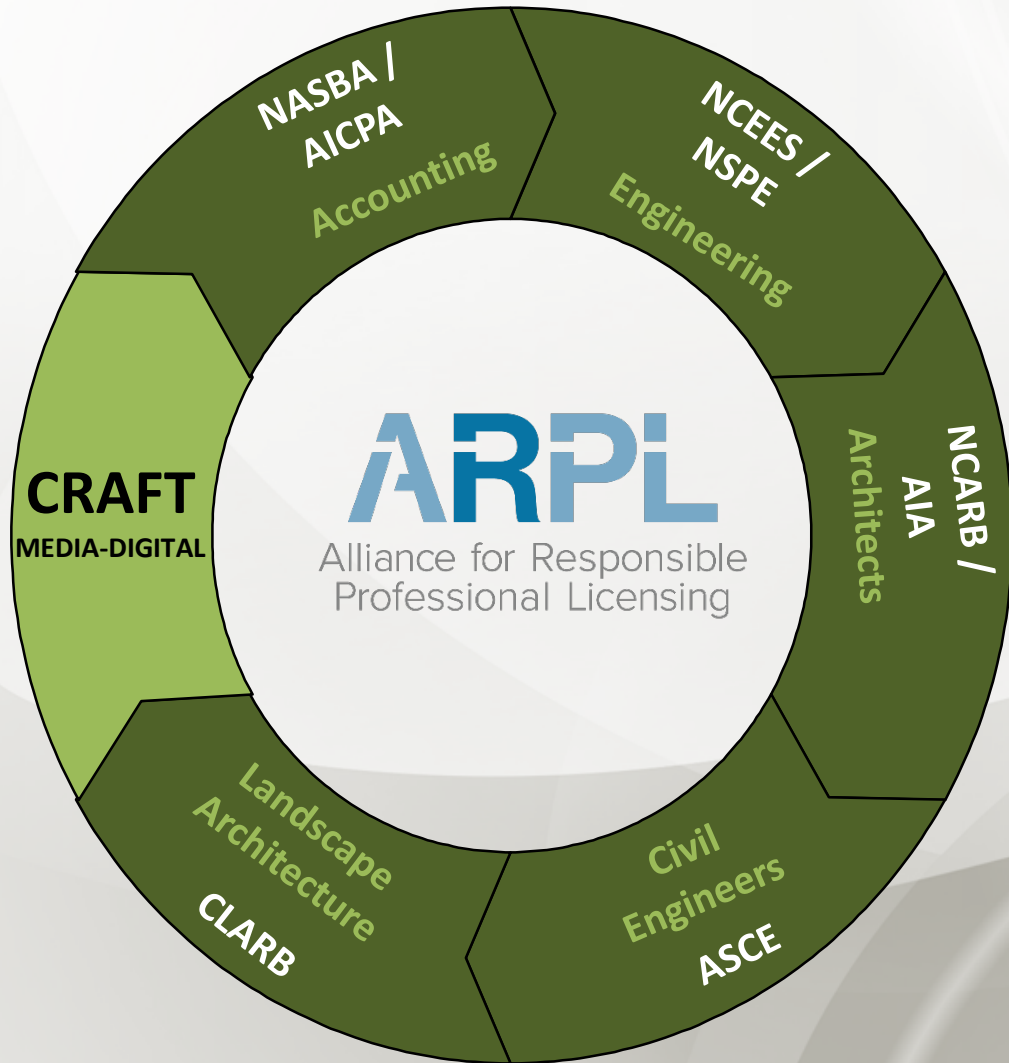 NASBA /
AICPA
Accounting
NCEES /
NSPE
Engineering
NCARB /
AIA
Architects
Civil
Engineers
ASCE
Landscape
Architecture
CLARB
CRAFT
MEDIA-DIGITAL
ARPL
Alliance for Responsible
Professional Licensing